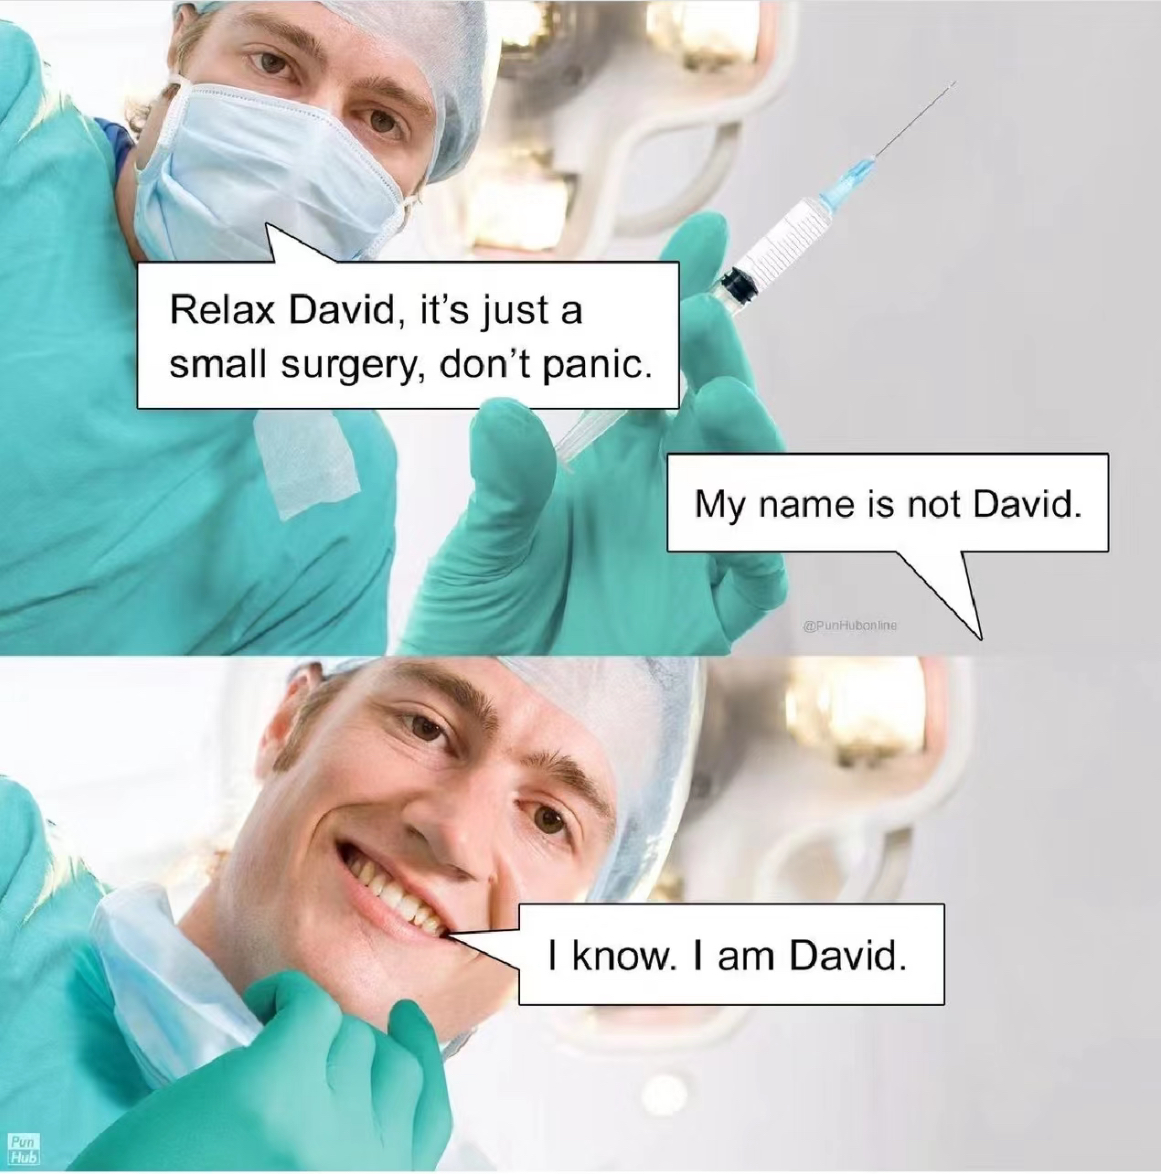 Relax David, it's just a
small surgery, don't panic.
My name is not David.
@PunHubonline
I know. I am David.
Pun
Hub